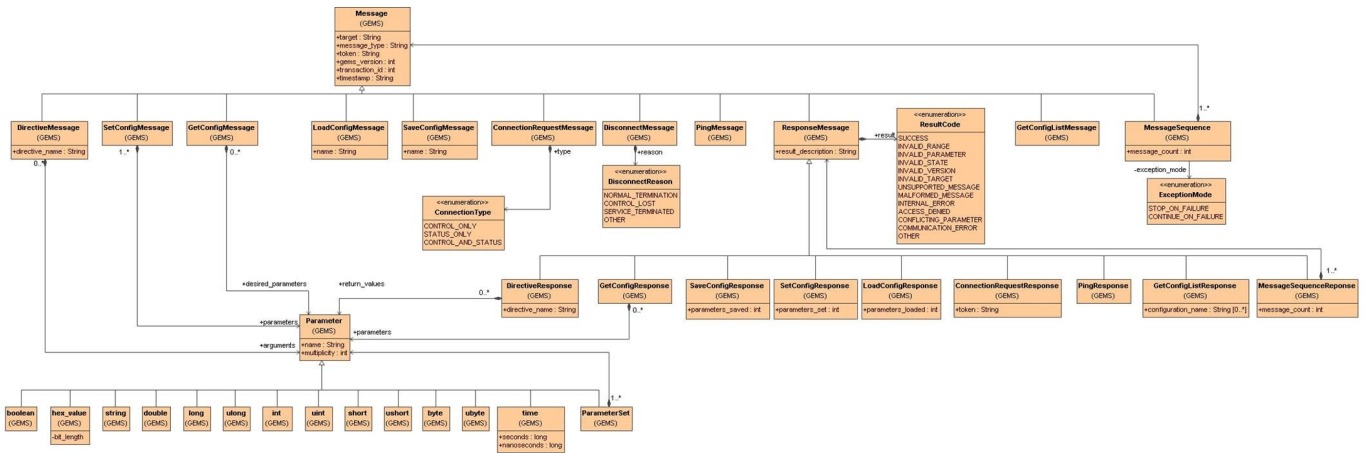 Message
(GEMS)
+target : String
+message_type : String
+token : String
+gems_version : int
+transaction_id : int
+timestamp : String
1..*
DirectiveMessage
(GEMS)
+directive_name : String
0..*
SetConfigMessage
(GEMS)
1..*
GetConfigMessage
(GEMS)
0..*
LoadConfigMessage
(GEMS)
+name : String
SaveConfigMessage
(GEMS)
+name : String
ConnectionRequestMessage
(GEMS)
+type
DisconnectMessage
(GEMS)
+reason
PingMessage
(GEMS)
ResponseMessage
(GEMS)
+result_description : String
+result
<<enumeration>>
ResultCode
SUCCESS
INVALID_RANGE
INVALID_PARAMETER
INVALID_STATE
INVALID_VERSION
INVALID_TARGET
UNSUPPORTED_MESSAGE
MALFORMED_MESSAGE
INTERNAL_ERROR
ACCESS_DENIED
CONFLICTING_PARAMETER
COMMUNICATION_ERROR
OTHER
GetConfigListMessage
(GEMS)
MessageSequence
(GEMS)
+message_count : int
-exception_mode
<<enumeration>>
ExceptionMode
STOP_ON_FAILURE
CONTINUE_ON_FAILURE
<<enumeration>>
DisconnectReason
NORMAL_TERMINATION
CONTROL_LOST
SERVICE_TERMINATED
OTHER
<<enumeration>>
ConnectionType
CONTROL_ONLY
STATUS_ONLY
CONTROL_AND_STATUS
+desired_parameters
+return_values
0..*
DirectiveResponse
(GEMS)
+directive_name : String
GetConfigResponse
(GEMS)
0..*
SaveConfigResponse
(GEMS)
+parameters_saved : int
SetConfigResponse
(GEMS)
+parameters_set : int
LoadConfigResponse
(GEMS)
+parameters_loaded : int
ConnectionRequestResponse
(GEMS)
+token : String
PingResponse
(GEMS)
GetConfigListResponse
(GEMS)
+configuration_name : String [0..*]
1..*
MessageSequenceReponse
(GEMS)
+message_count : int
+parameters
+arguments
Parameter
(GEMS)
+name : String
+multiplicity : int
+parameters
boolean
(GEMS)
hex_value
(GEMS)
-bit_length
string
(GEMS)
double
(GEMS)
long
(GEMS)
ulong
(GEMS)
int
(GEMS)
uint
(GEMS)
short
(GEMS)
ushort
(GEMS)
byte
(GEMS)
ubyte
(GEMS)
time
(GEMS)
+seconds : long
+nanoseconds : long
1..*
ParameterSet
(GEMS)